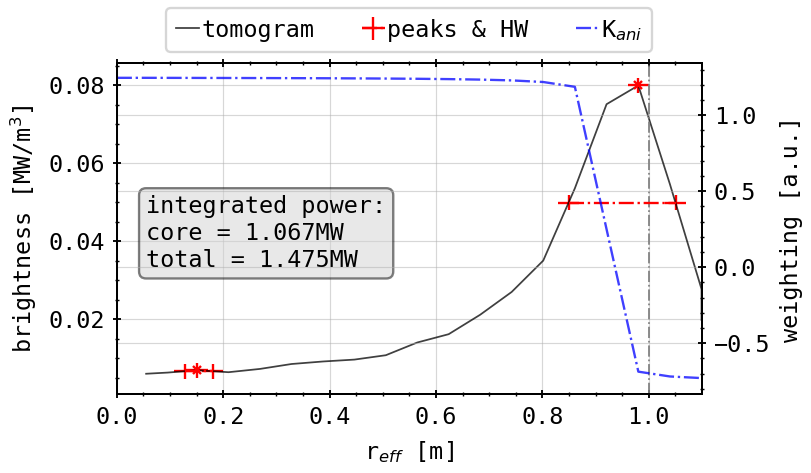 tomogram peaks & HW K_ani
0.08 1.0
0.06 0.5
0.04 0.0
0.02 −0.5
brightness [MW/m³]
integrated power:
core = 1.067MW
total = 1.475MW
weighting [a.u.]
0.0 0.2 0.4 0.6 0.8 1.0
r_eff [m]